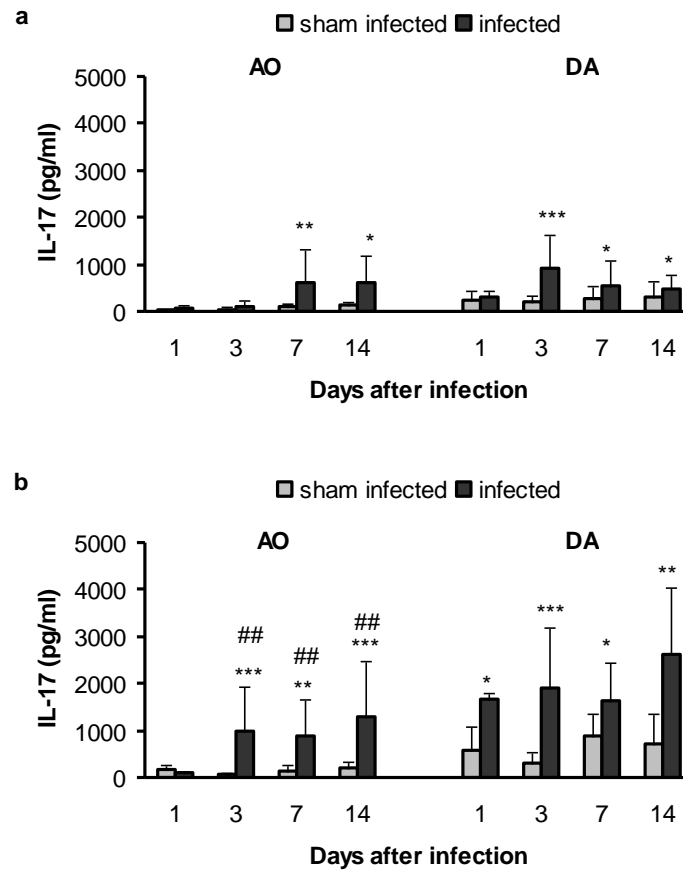 a
sham infected infected
AO DA
5000
4000
3000
2000
1000
0
IL-17 (pg/ml)
** * *** * *
1 3 7 14 1 3 7 14
Days after infection
b
sham infected infected
AO DA
5000
4000
3000
2000
1000
0
IL-17 (pg/ml)
## ## ##
*** ** *** * *** * **
1 3 7 14 1 3 7 14
Days after infection